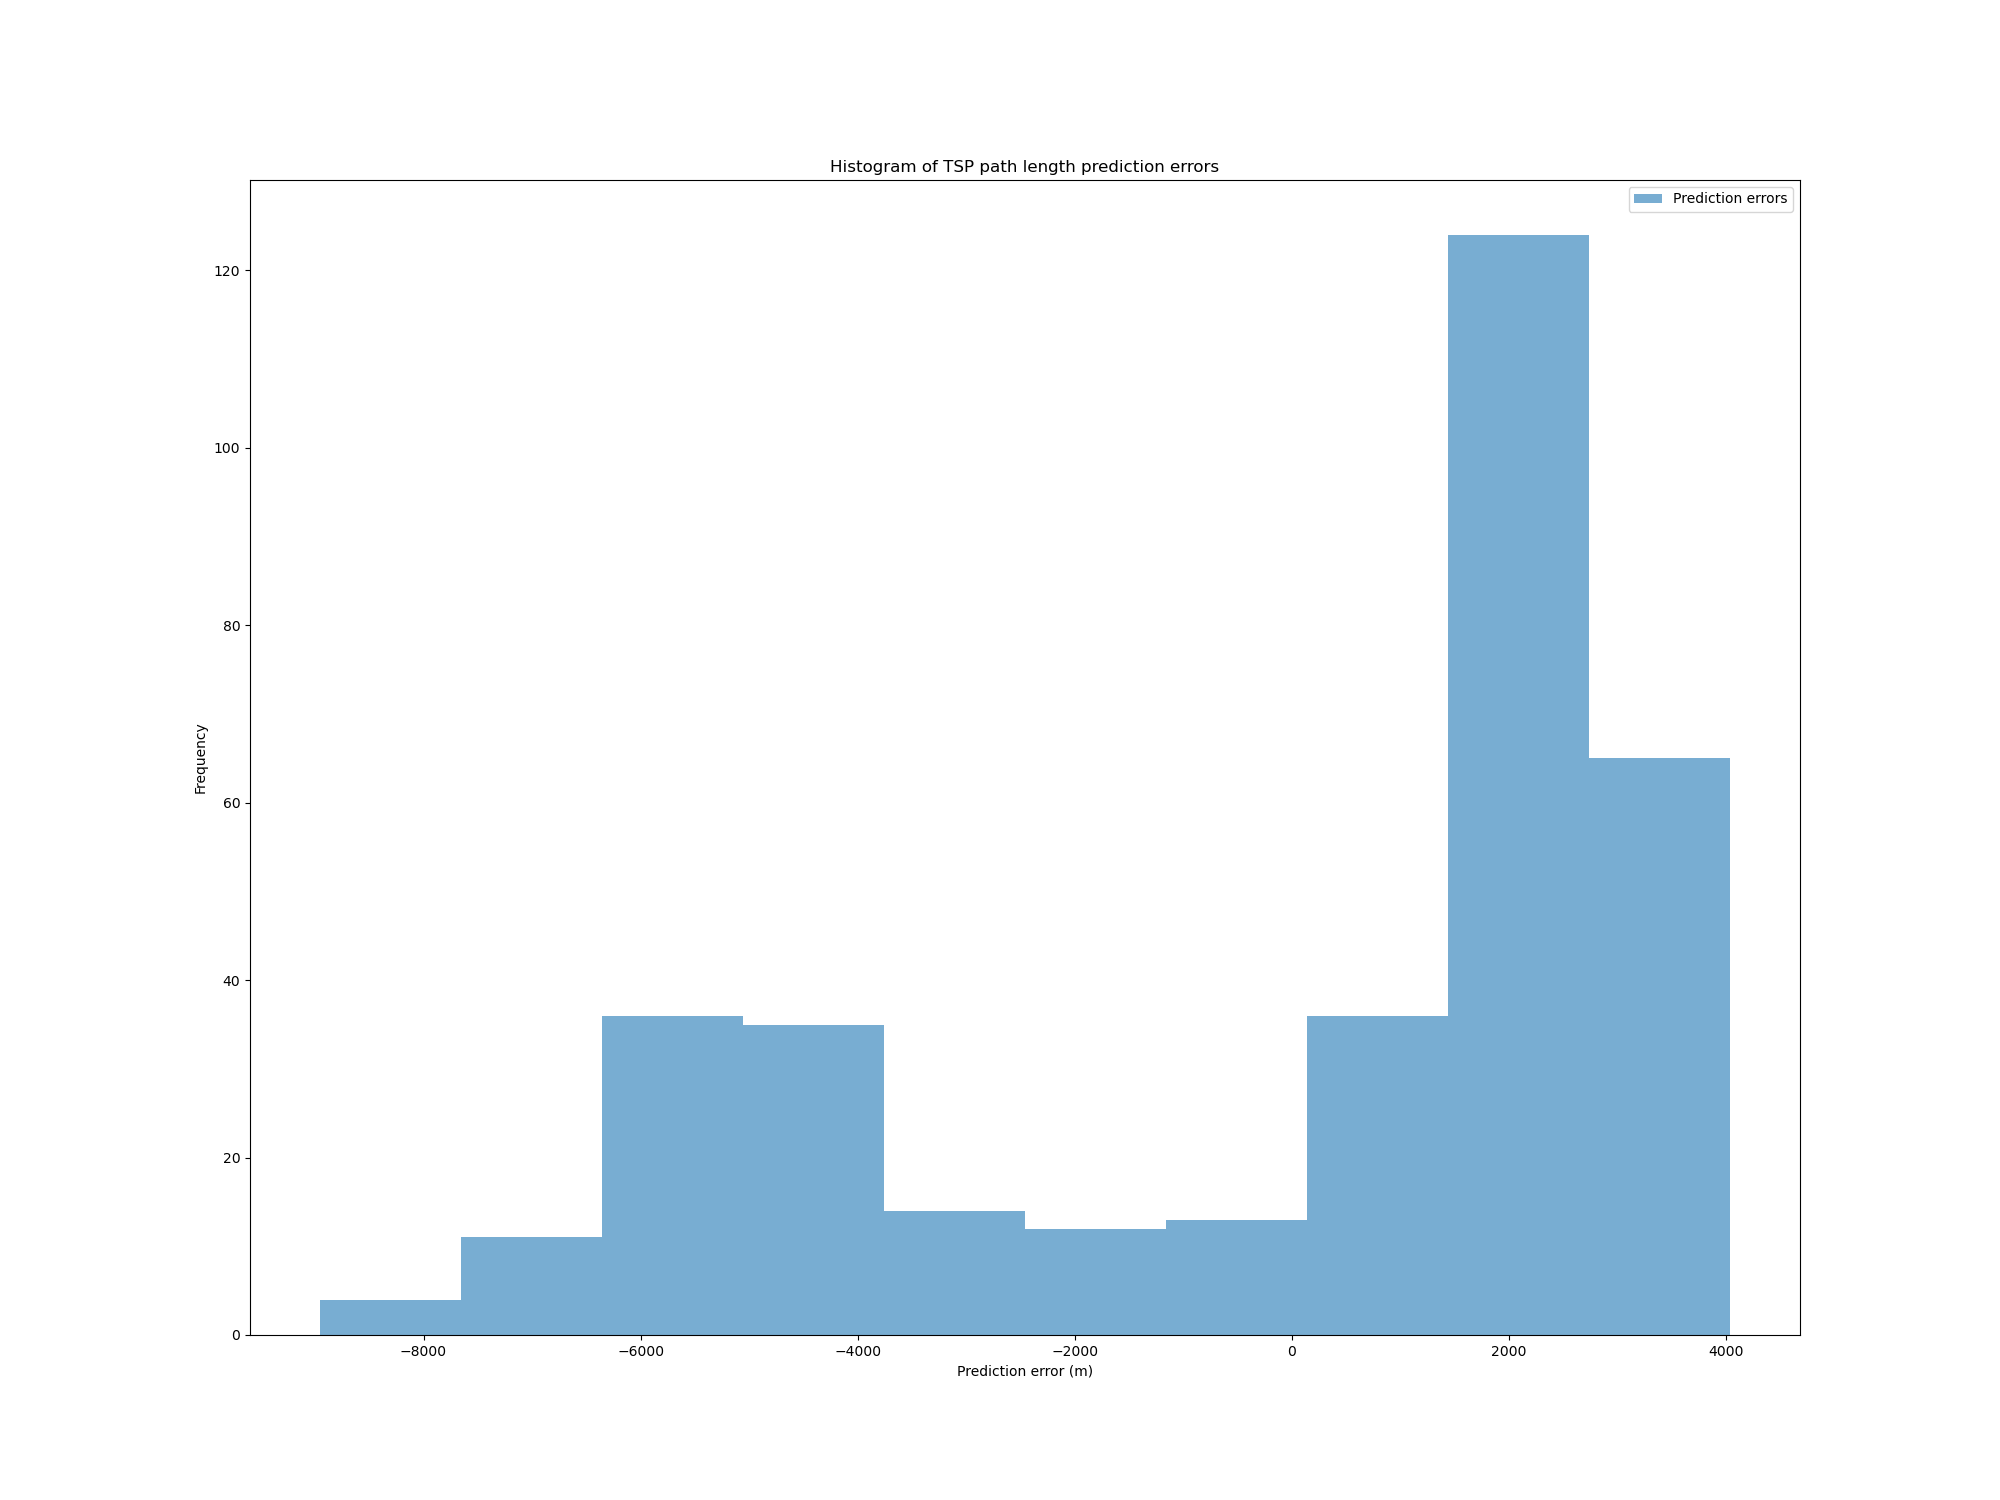 Histogram of TSP path length prediction errors
Prediction errors
120
100
80
60
40
20
0
Frequency
−8000 −6000 −4000 −2000 0 2000 4000
Prediction error (m)